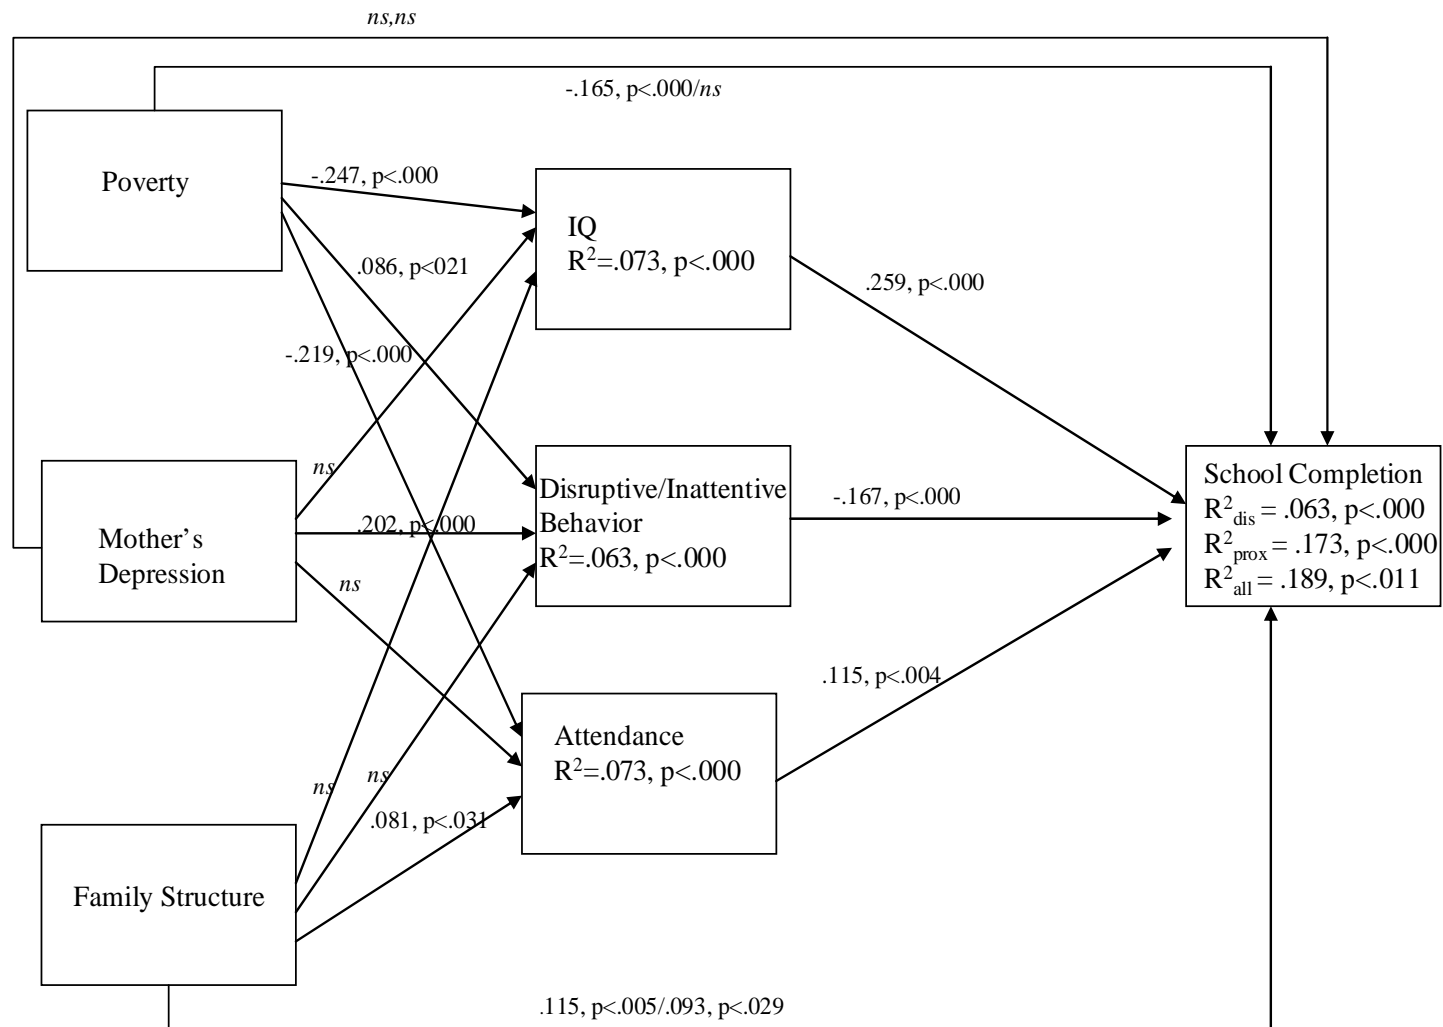 ns,ns
-.165, p<.000/ns
Poverty
-.247, p<.000
IQ
R²=.073, p<.000
.086, p<021
.259, p<.000
-.219, p<.000
ns
Disruptive/Inattentive
Behavior
R²=.063, p<.000
-.167, p<.000
School Completion
R²dis = .063, p<.000
R²prox = .173, p<.000
R²all = .189, p<.011
.202, p<.000
Mother’s
Depression
ns
.115, p<.004
Attendance
R²=.073, p<.000
ns
ns
.081, p<.031
Family Structure
.115, p<.005/.093, p<.029